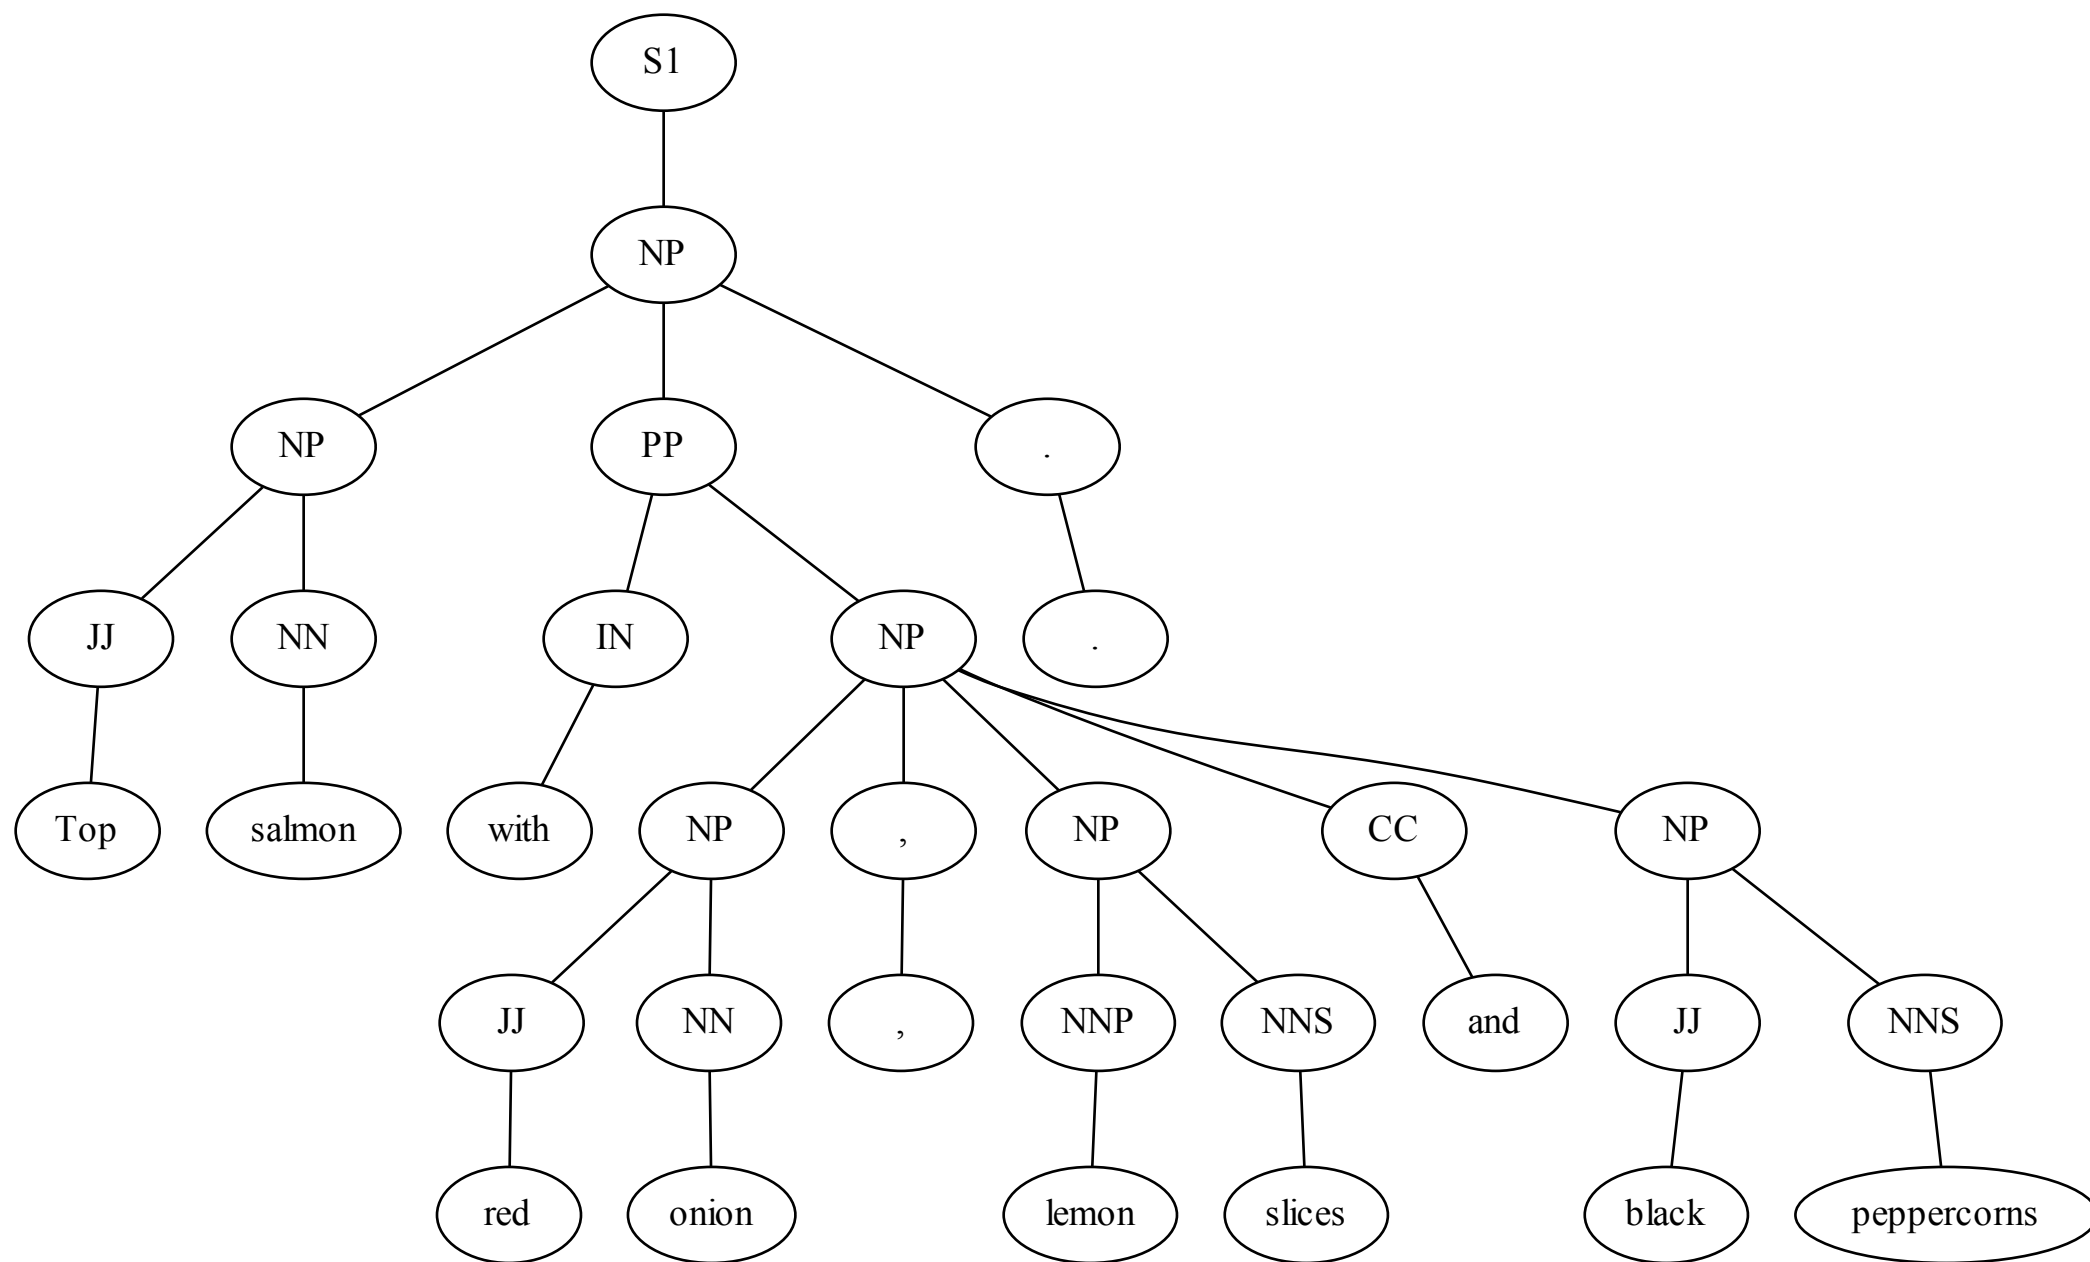 S1
NP
NP PP .
JJ NN IN NP .
Top salmon with NP , NP CC NP
JJ NN , NNP NNS and JJ NNS
red onion lemon slices black peppercorns